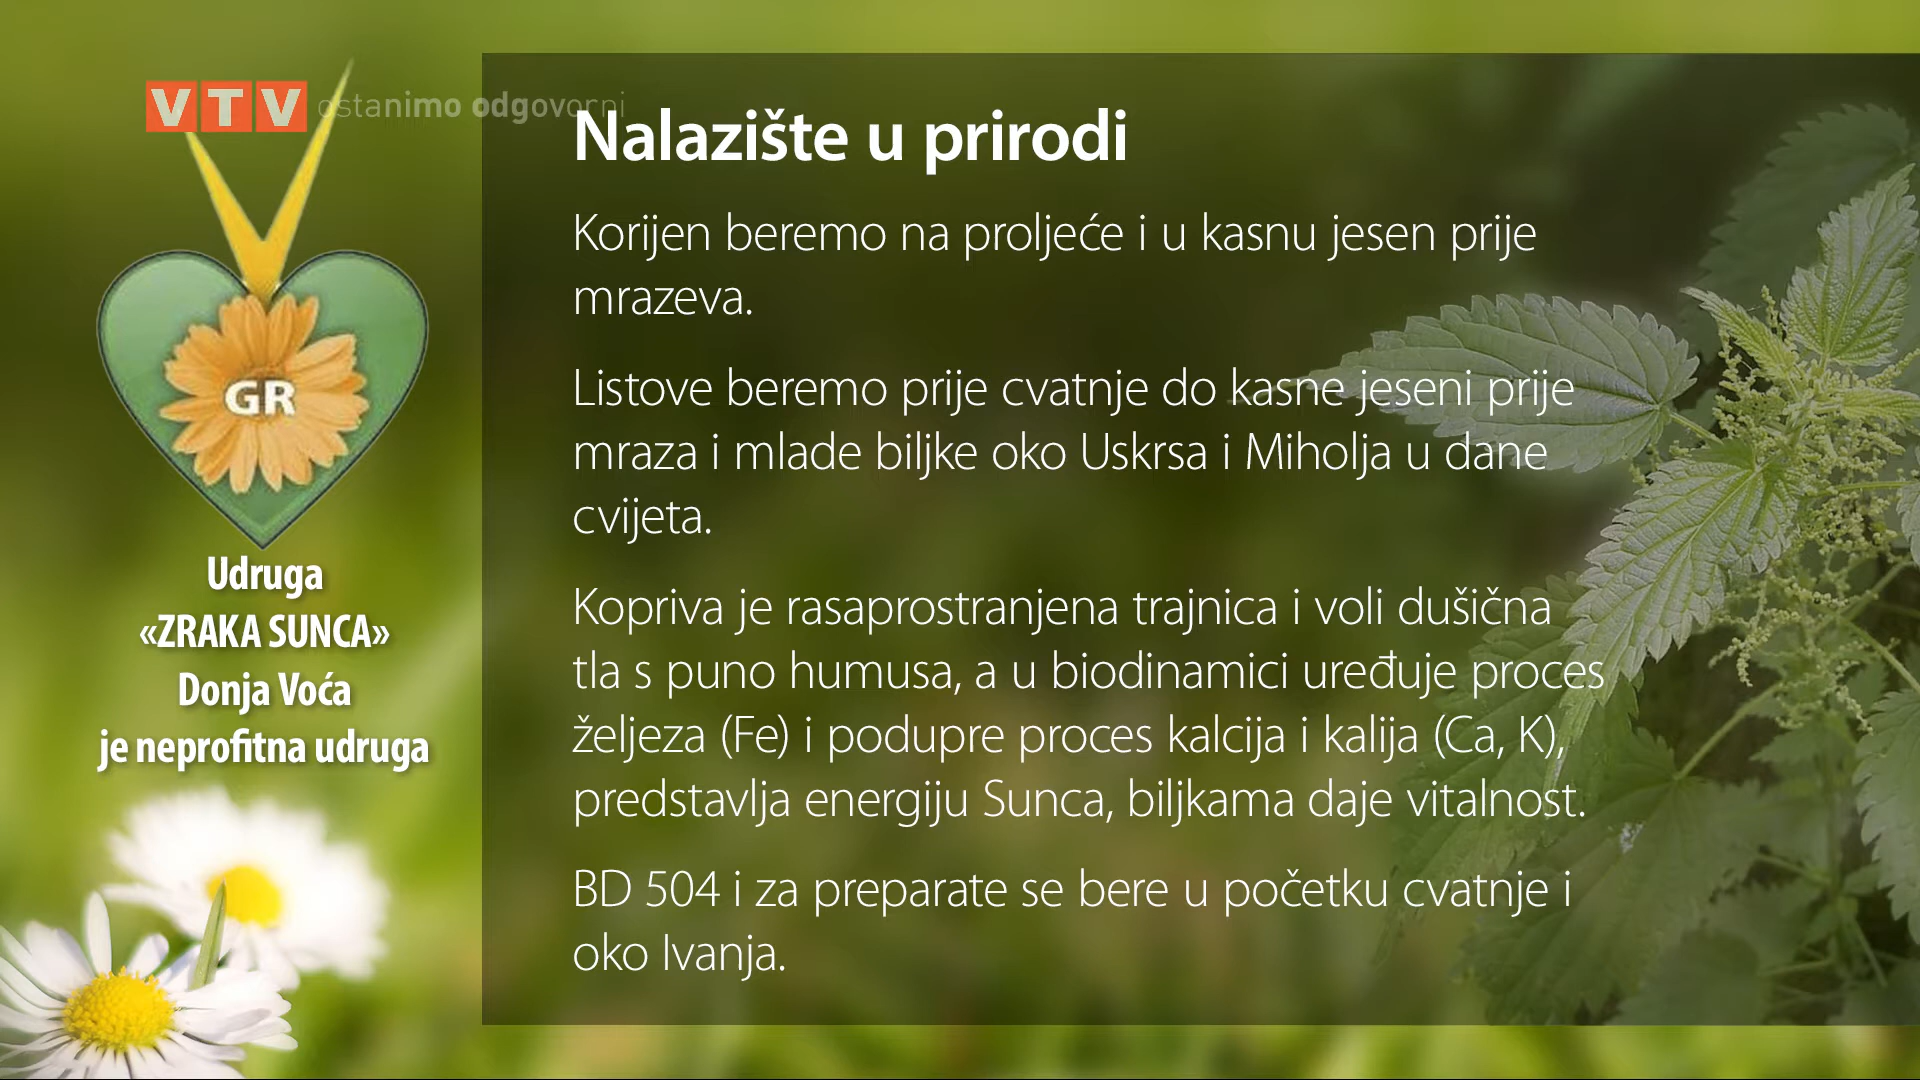 VTV ostanimo odgovorni
Nalazište u prirodi
Korijen beremo na proljeće i u kasnu jesen prije
mrazeva.
Listove beremo prije cvatnje do kasne jeseni prije
mraza i mlade biljke oko Uskrsa i Miholja u dane
cvijeta.
Kopriva je rasaprostranjena trajnica i voli dušična
tla s puno humusa, a u biodinamici uređuje proces
željeza (Fe) i podupre proces kalcija i kalija (Ca, K),
predstavlja energiju Sunca, biljkama daje vitalnost.
BD 504 i za preparate se bere u početku cvatnje i
oko Ivanja.
GR
Udruga
«ZRAKA SUNCA»
Donja Voća
je neprofitna udruga